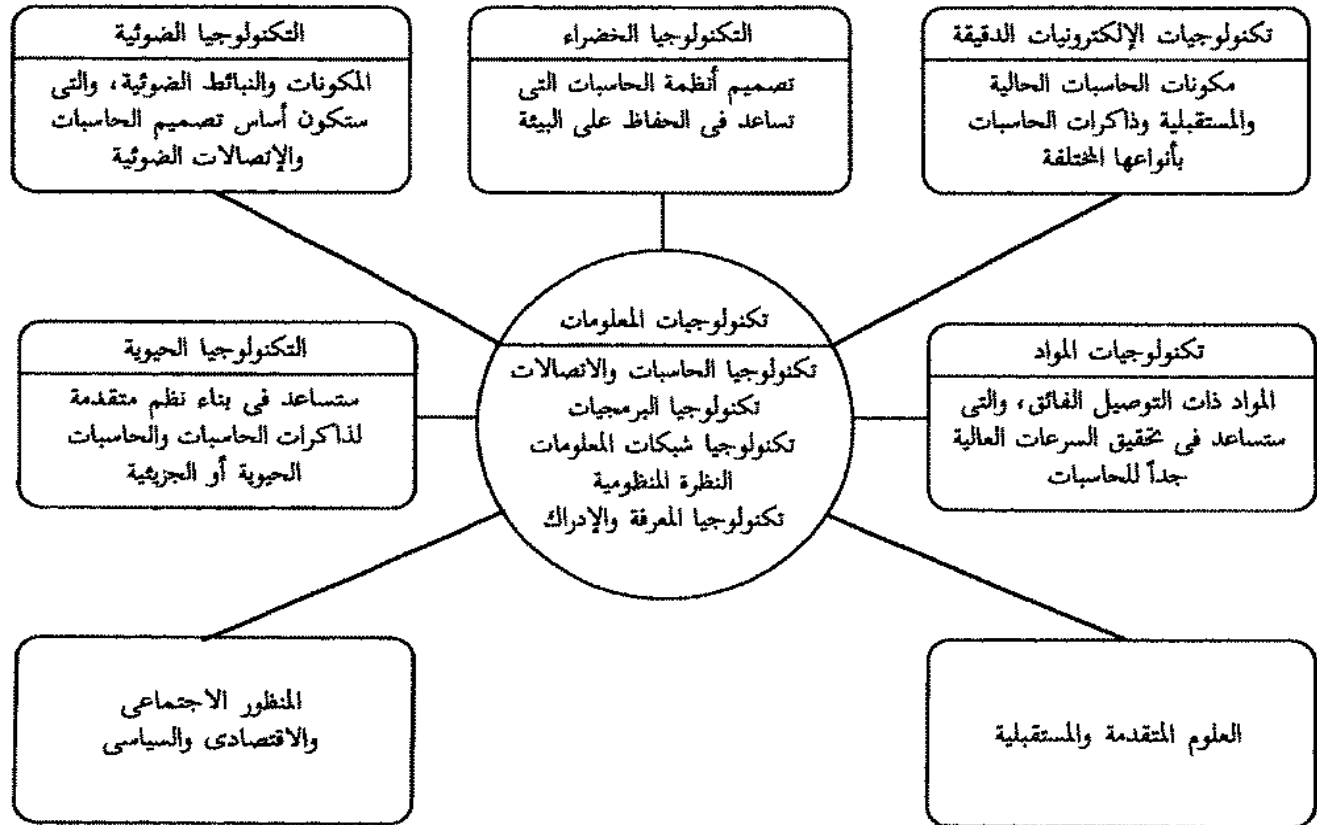 تكنولوجيات الإلكترونيات الدقيقة
مكونات الحاسبات الحالية
والمستقبلية وذاكرات الحاسبات
بأنواعها المختلفة
التكنولوجيا الخضراء
تصميم أنظمة الحاسبات التى
تساعد فى الحفاظ على البيئة
التكنولوجيا الضوئية
المكونات والنبائط الضوئية، والتى
ستكون أساس تصميم الحاسبات
والإتصالات الضوئية
تكنولوجيات المواد
المواد ذات التوصيل الفائق، والتى
ستساعد فى تحقيق السرعات العالية
جداً للحاسبات
تكنولوجيات المعلومات
تكنولوجيا الحاسبات والاتصالات
تكنولوجيا البرمجيات
تكنولوجيا شبكات المعلومات
النظرة المنظومية
تكنولوجيا المعرفة والإدراك
التكنولوجيا الحيوية
ستساعد فى بناء نظم متقدمة
لذاكرات الحاسبات والحاسبات
الحيوية أو الجزيئية
العلوم المتقدمة والمستقبلية
المنظور الاجتماعى
والاقتصادى والسياسى